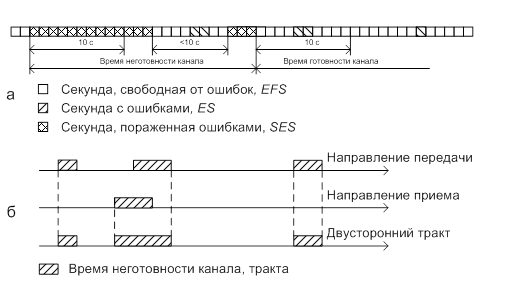 10 с
<10 с
10 с
Время неготовности канала
Время готовности канала
а
Секунда, свободная от ошибок, EFS
Секунда с ошибками, ES
Секунда, пораженная ошибками, SES
Направление передачи
Направление приема
б
Двусторонний тракт
Время неготовности канала, тракта